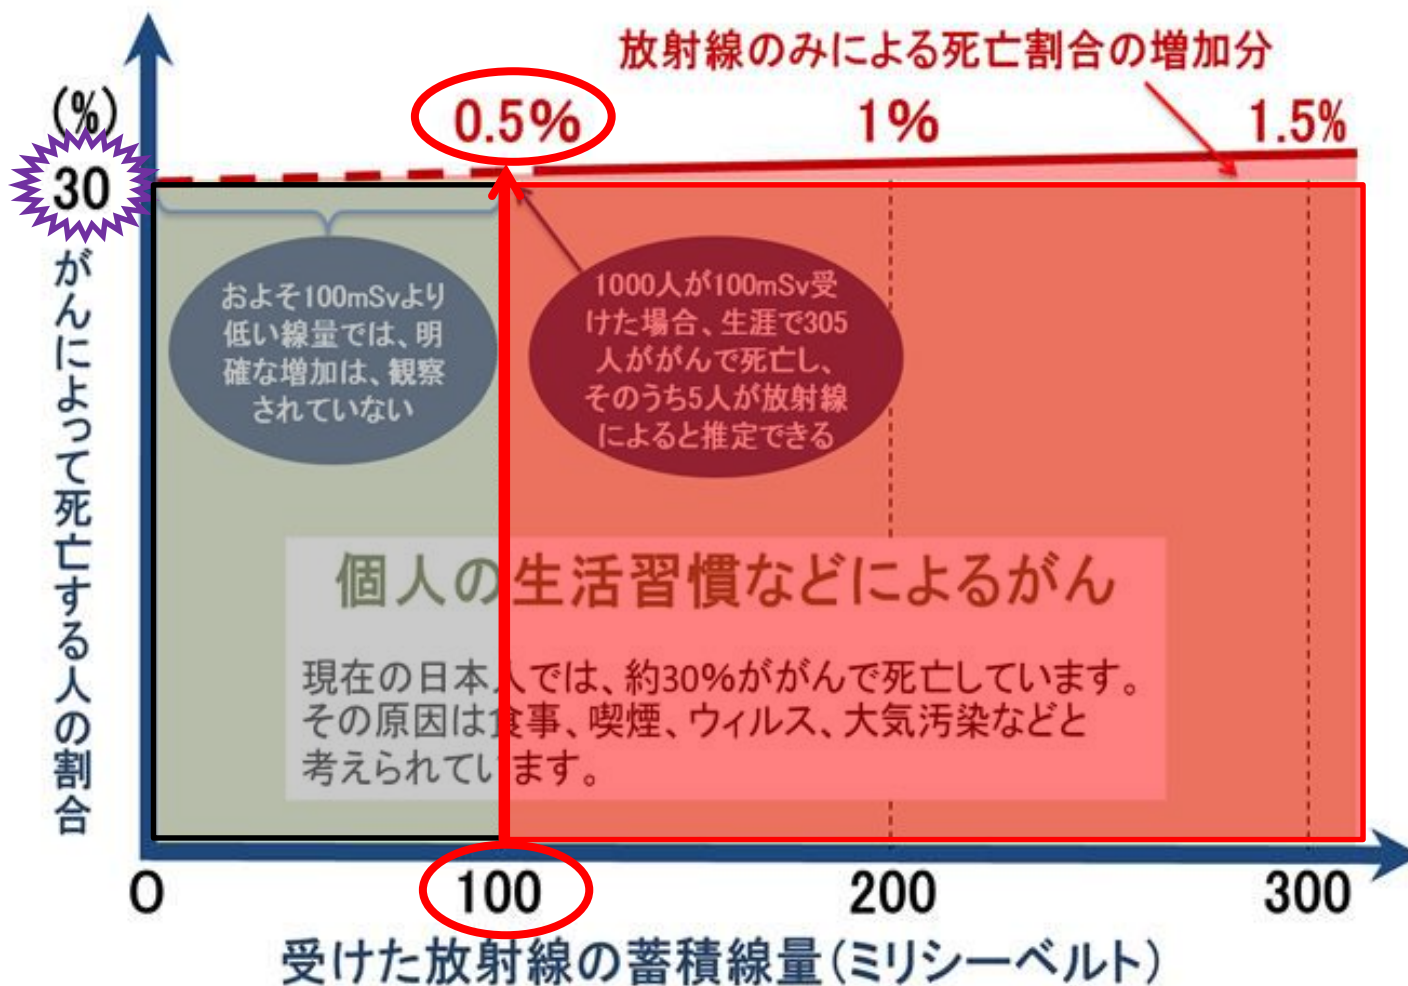 放射線のみによる死亡割合の増加分
(%)
0.5%
1%
1.5%
30
がんによって死亡する人の割合
およそ100mSvより
低い線量では、明
確な増加は、観察
されていない
1000人が100mSv受
けた場合、生涯で305
人ががんで死亡し、
そのうち5人が放射線
によると推定できる
個人の生活習慣などによるがん
現在の日本人では、約30%ががんで死亡しています。
その原因は食事、喫煙、ウィルス、大気汚染などと
考えられています。
0
100
200
300
受けた放射線の蓄積線量(ミリシーベルト)